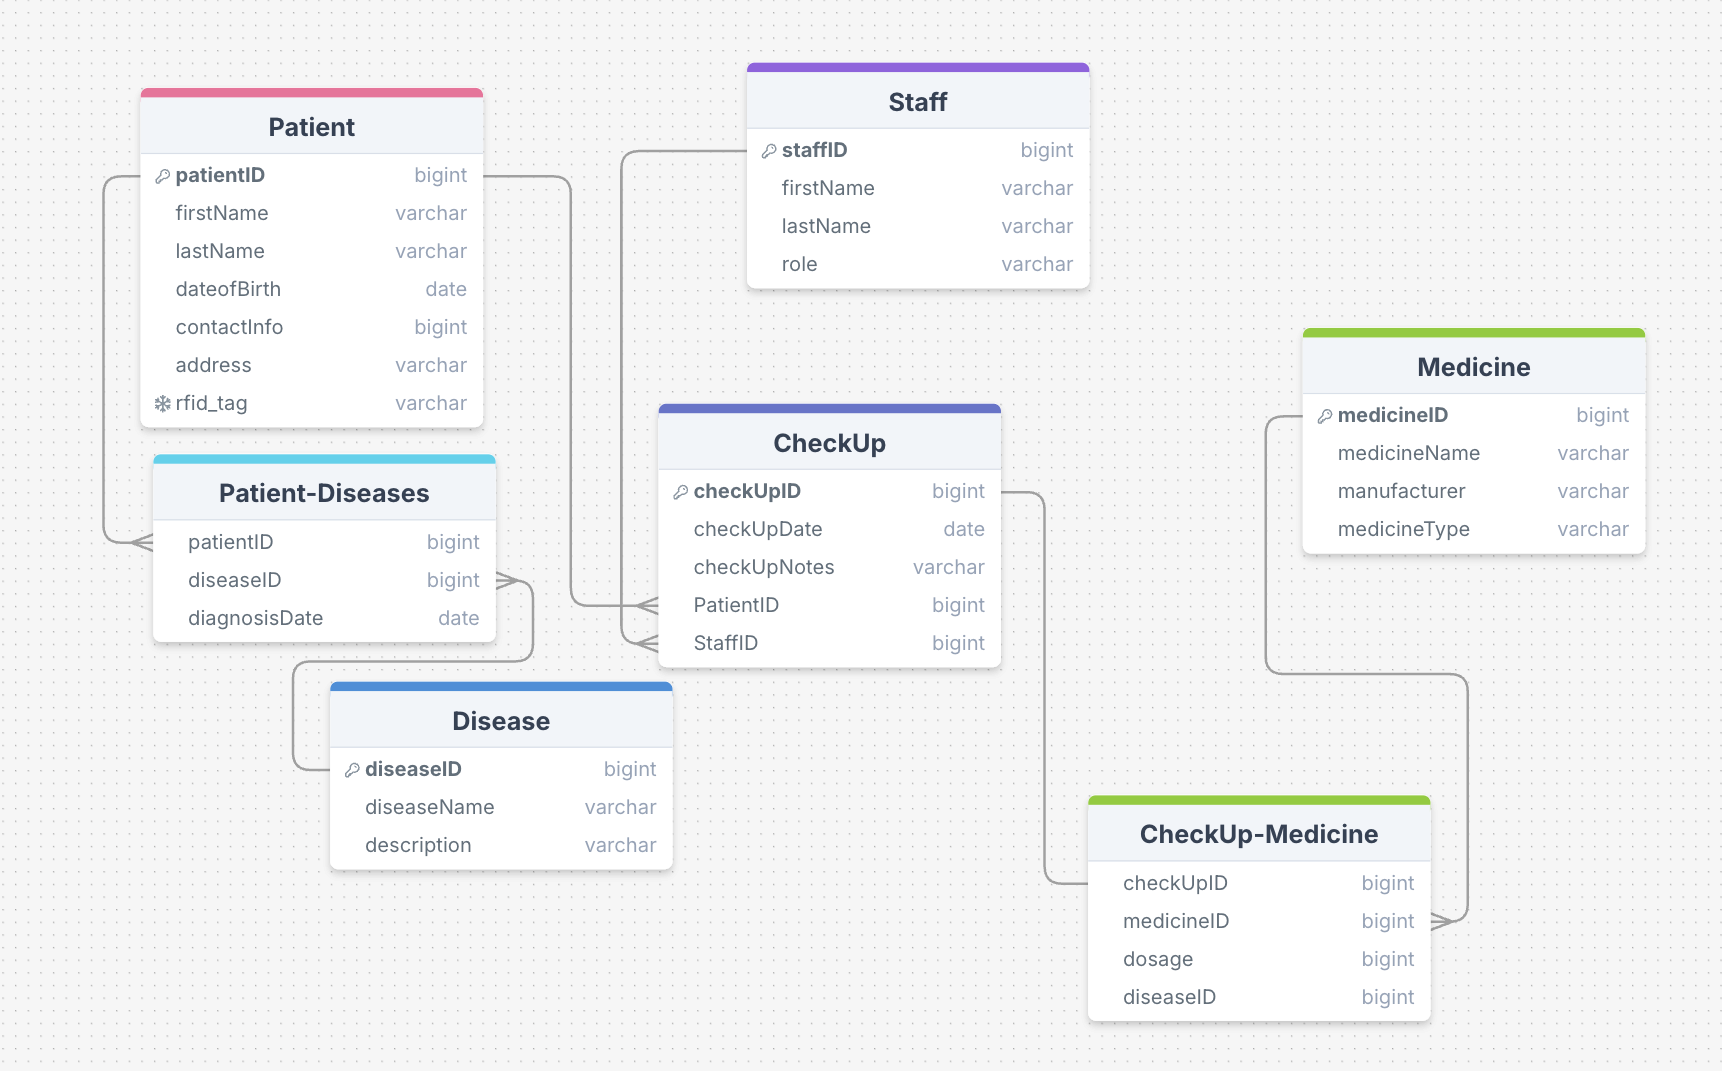 Patient
patientID bigint
firstName varchar
lastName varchar
dateofBirth date
contactInfo bigint
address varchar
rfid_tag varchar
Staff
staffID bigint
firstName varchar
lastName varchar
role varchar
Patient-Diseases
patientID bigint
diseaseID bigint
diagnosisDate date
CheckUp
checkUpID bigint
checkUpDate date
checkUpNotes varchar
PatientID bigint
StaffID bigint
Medicine
medicineID bigint
medicineName varchar
manufacturer varchar
medicineType varchar
Disease
diseaseID bigint
diseaseName varchar
description varchar
CheckUp-Medicine
checkUpID bigint
medicineID bigint
dosage bigint
diseaseID bigint